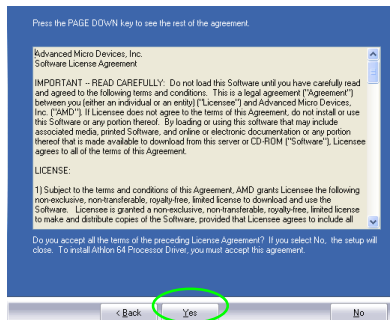 Press the PAGE DOWN key to see the rest of the agreement.
Advanced Micro Devices, Inc.
Software License Agreement
IMPORTANT -- READ CAREFULLY: Do not load this Software until you have carefully read
and agreed to the following terms and conditions. This is a legal agreement ("Agreement")
between you (either an individual or an entity) ("Licensee") and Advanced Micro Devices,
Inc. ("AMD"). If Licensee does not agree to the terms of this Agreement, do not install or use
this Software or any portion thereof. By loading or using this software that may include
associated media, printed Software, and online or electronic documentation or any portion
thereof that is made available to download from this server or CD-ROM ("Software"), Licensee
agrees to all of the terms of this Agreement.
LICENSE:
1) Subject to the terms and conditions of this Agreement, AMD grants Licensee the following
non-exclusive, non-transferable, royalty-free, limited license to download and use the
Software. Licensee is granted a non-exclusive, non-transferable, royalty-free, limited license
to make and distribute copies of the Software, provided that Licensee agrees to include all
Do you accept all the terms of the preceding License Agreement? If you select No, the setup will
close. To install Athlon 64 Processor Driver, you must accept this agreement.
< Back Yes No